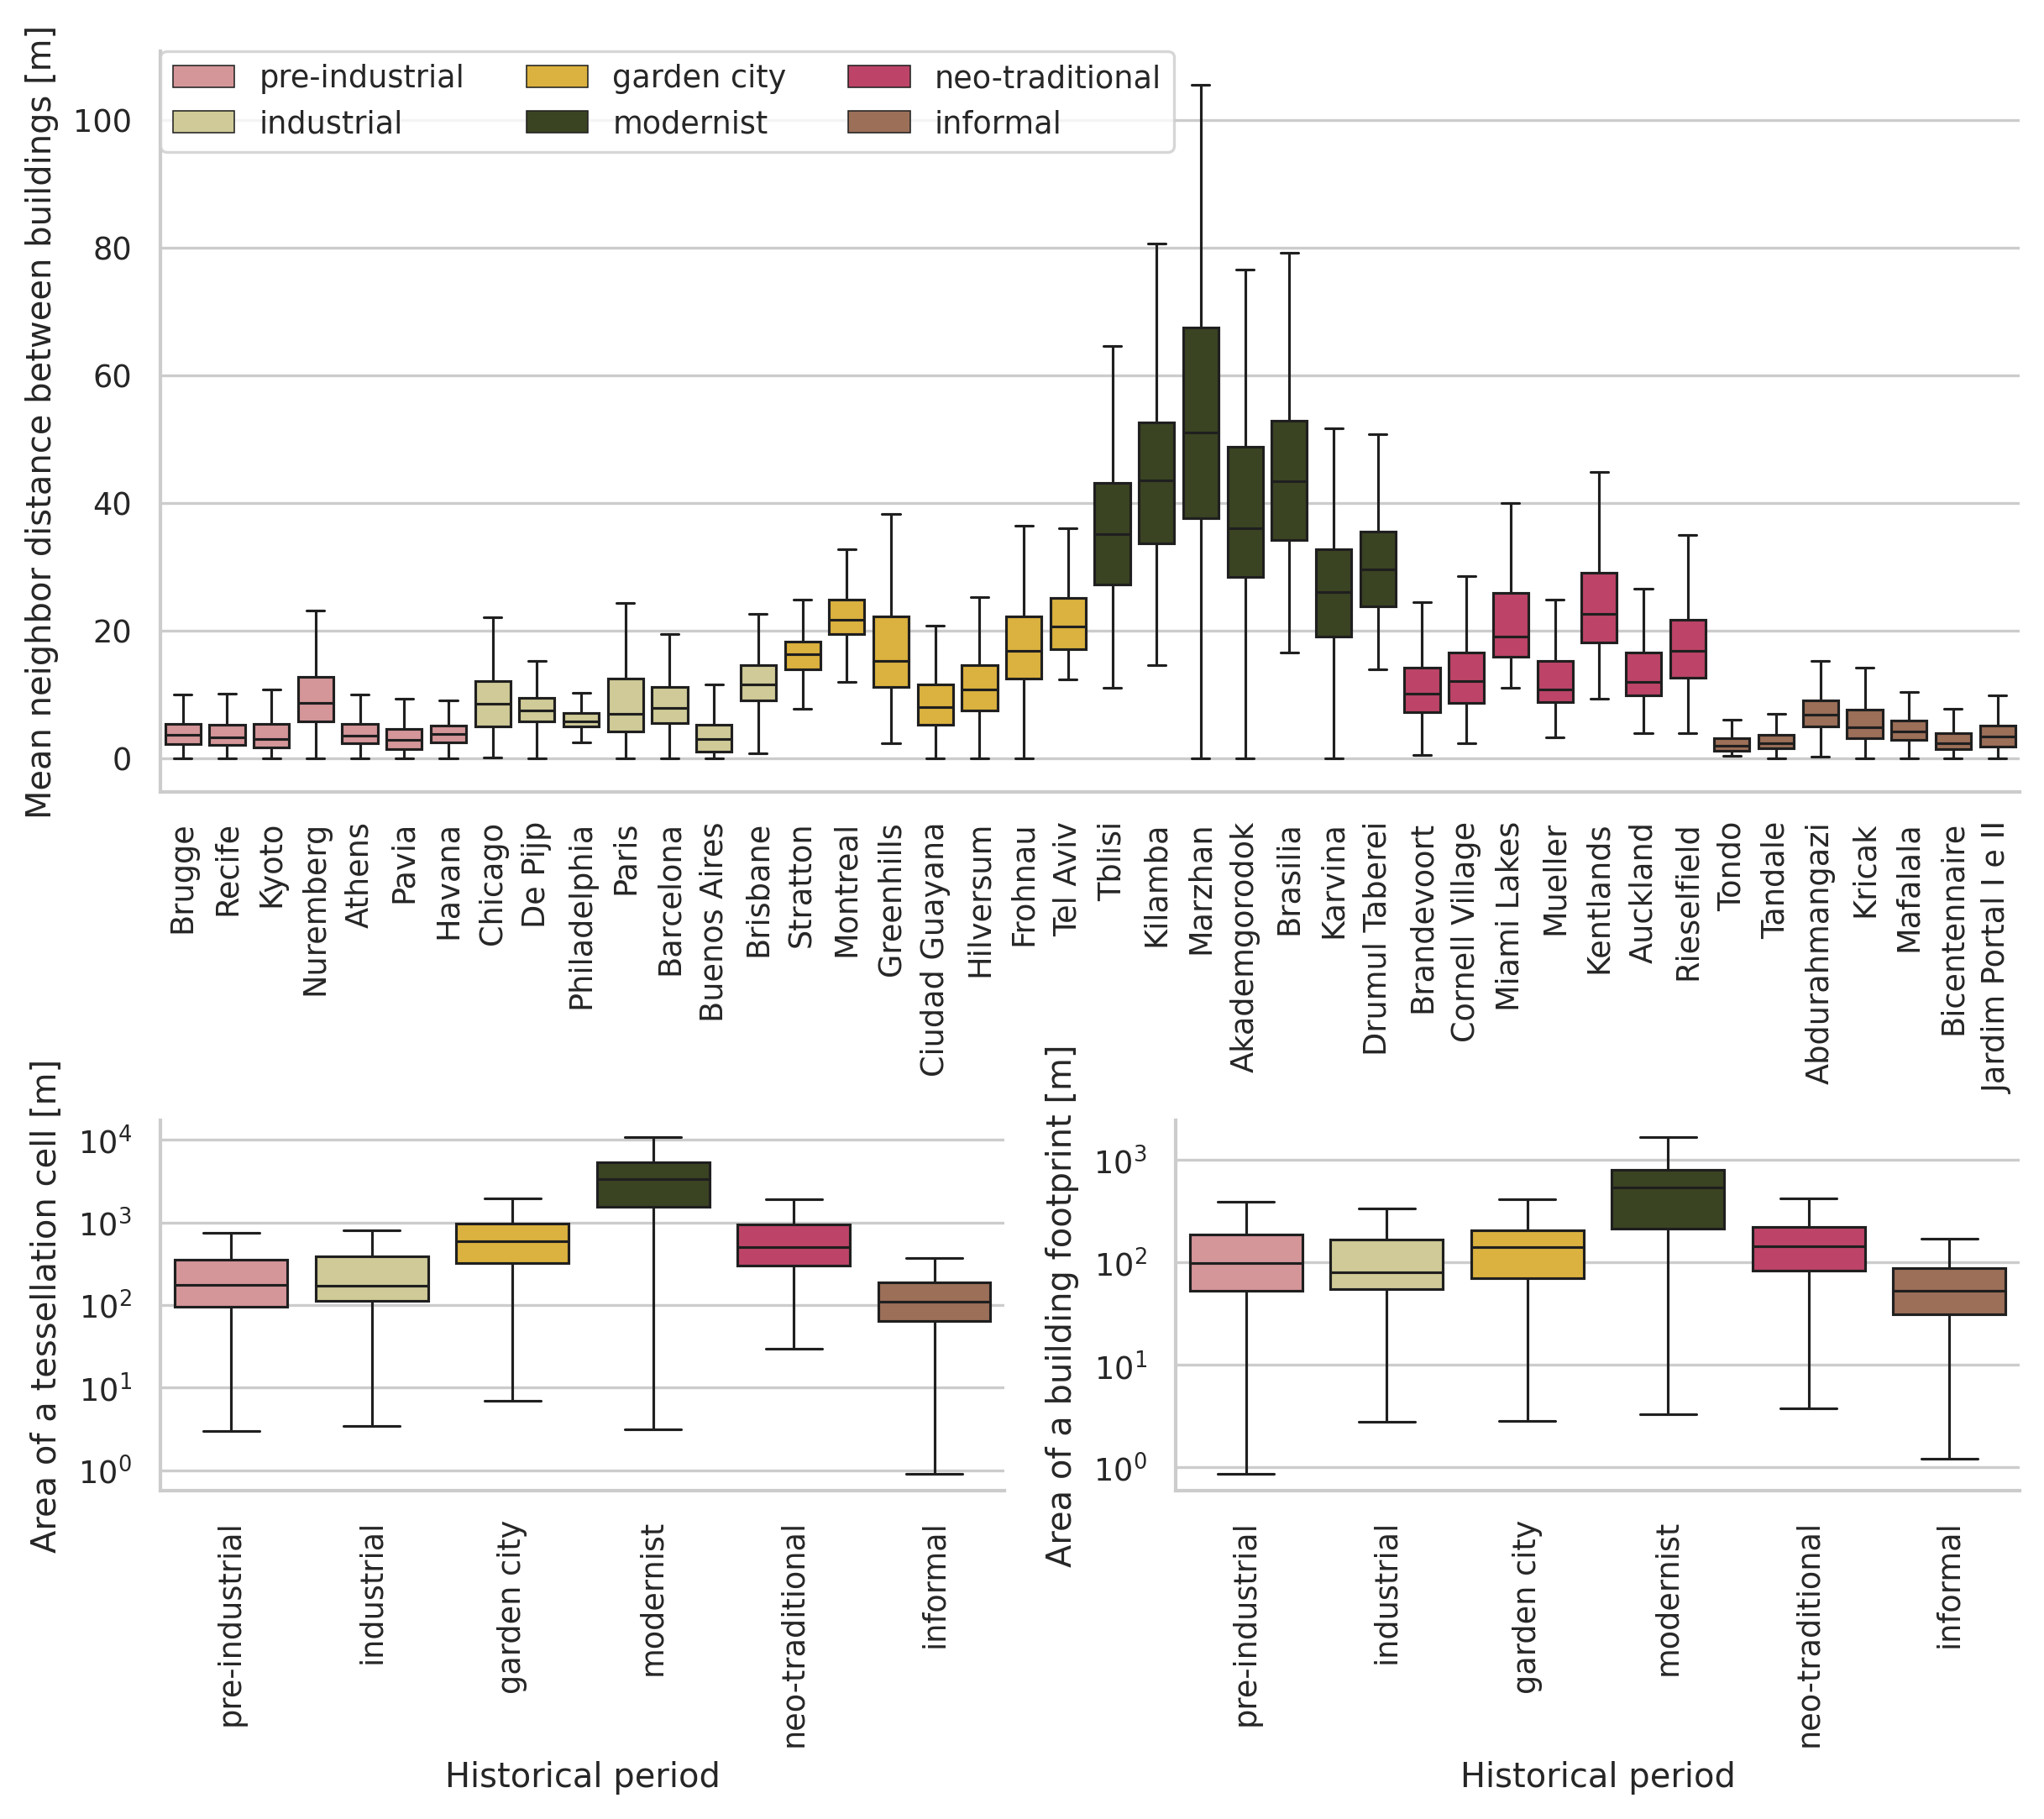 Mean neighbor distance between buildings [m]
100
80
60
40
20
0
pre-industrial
industrial
garden city
modernist
neo-traditional
informal
Brugge
Recife
Kyoto
Nuremberg
Athens
Pavia
Havana
Chicago
De Pijp
Philadelphia
Paris
Barcelona
Buenos Aires
Brisbane
Stratton
Montreal
Greenhills
Ciudad Guayana
Hilversum
Frohnau
Tel Aviv
Tblisi
Kilamba
Marzhan
Akademgorodok
Brasilia
Karvina
Drumul Taberei
Brandevoort
Cornell Village
Miami Lakes
Mueller
Kentlands
Auckland
Rieselfield
Tondo
Tandale
Abdurahmangazi
Kricak
Mafalala
Bicentennaire
Jardim Portal I e II
Area of a tessellation cell [m]
10⁴
10³
10²
10¹
10⁰
pre-industrial
industrial
garden city
modernist
neo-traditional
informal
Historical period
Area of a building footprint [m]
10³
10²
10¹
10⁰
pre-industrial
industrial
garden city
modernist
neo-traditional
informal
Historical period